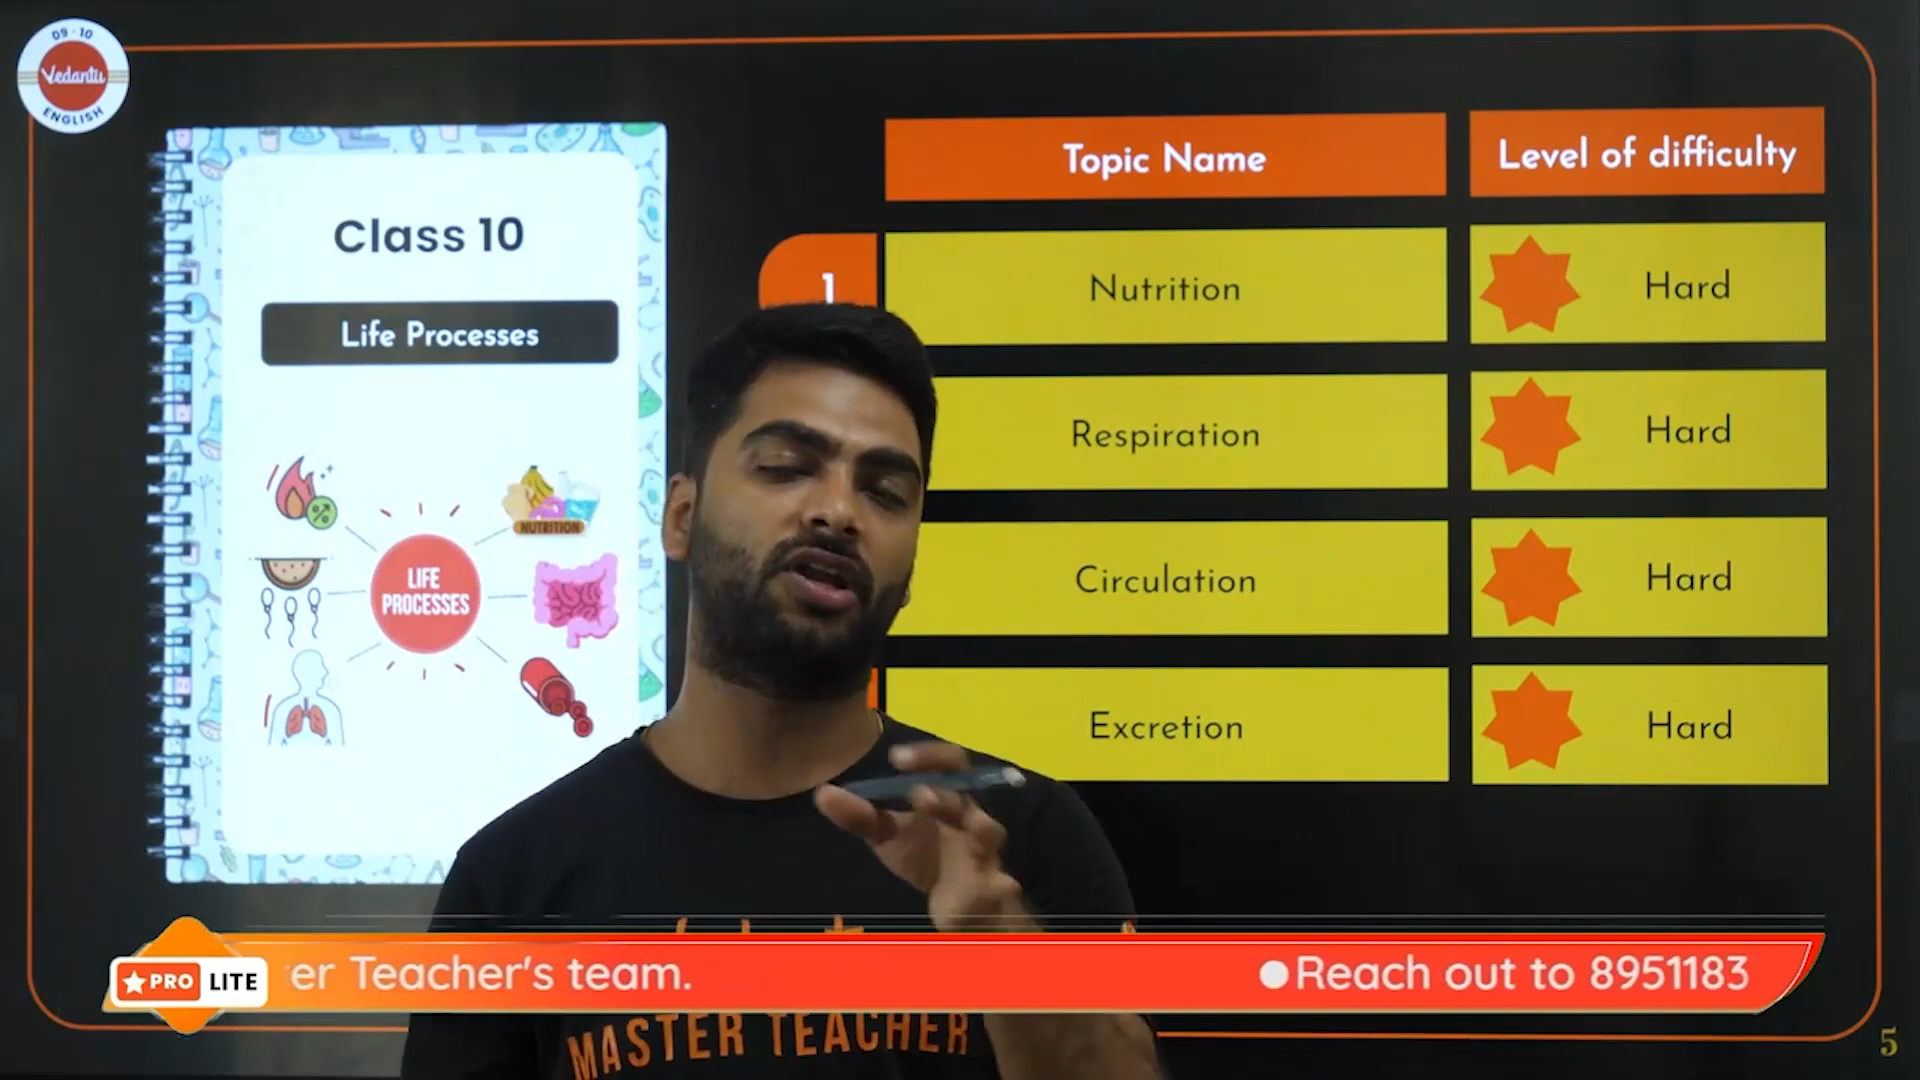 09-10
Vedantu
ENGLISH
Class 10
Life Processes
NUTRITION
LIFE
PROCESSES
Topic Name
Level of difficulty
1
Nutrition
Hard
Respiration
Hard
Circulation
Hard
Excretion
Hard
PRO LITE
er Teacher's team.
Reach out to 8951183
MASTER TEACHER
5